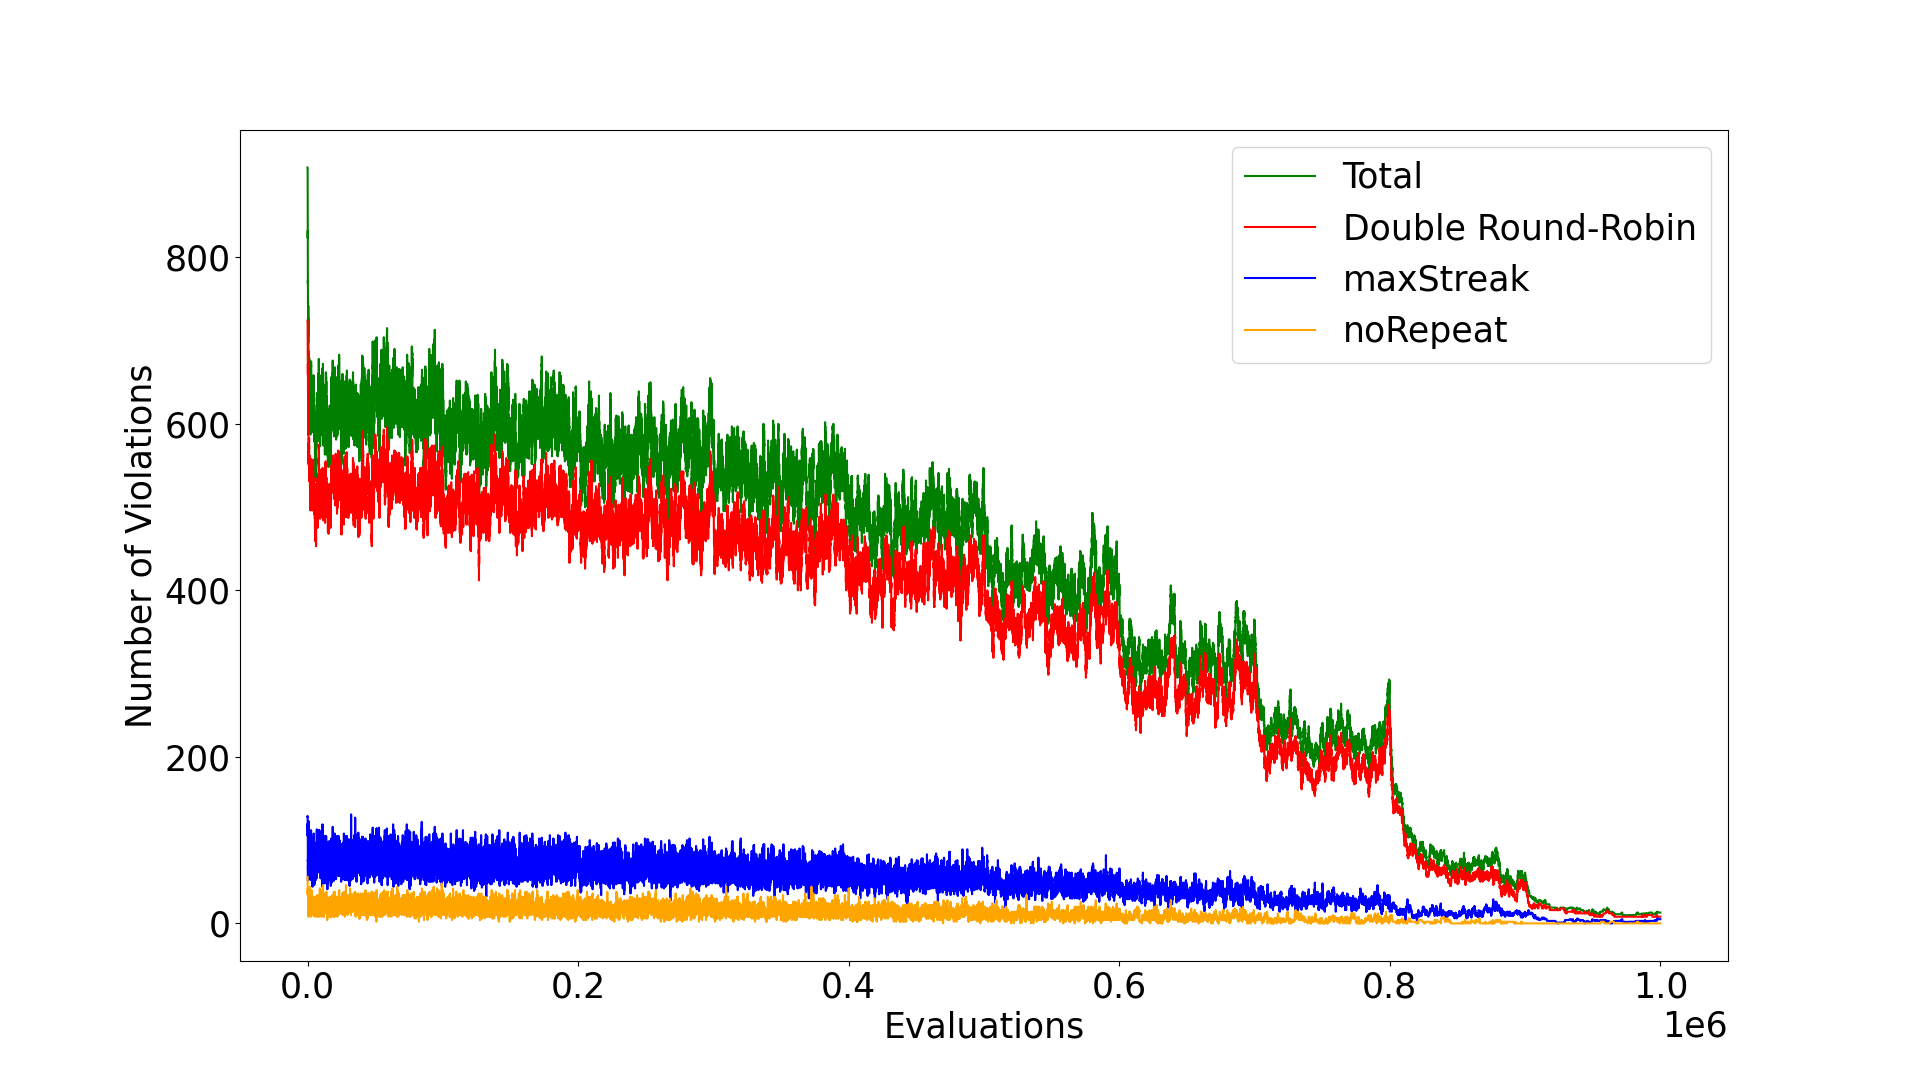 Total
Double Round-Robin
maxStreak
noRepeat
Number of Violations
800
600
400
200
0
0.0 0.2 0.4 0.6 0.8 1.0
Evaluations
1e6